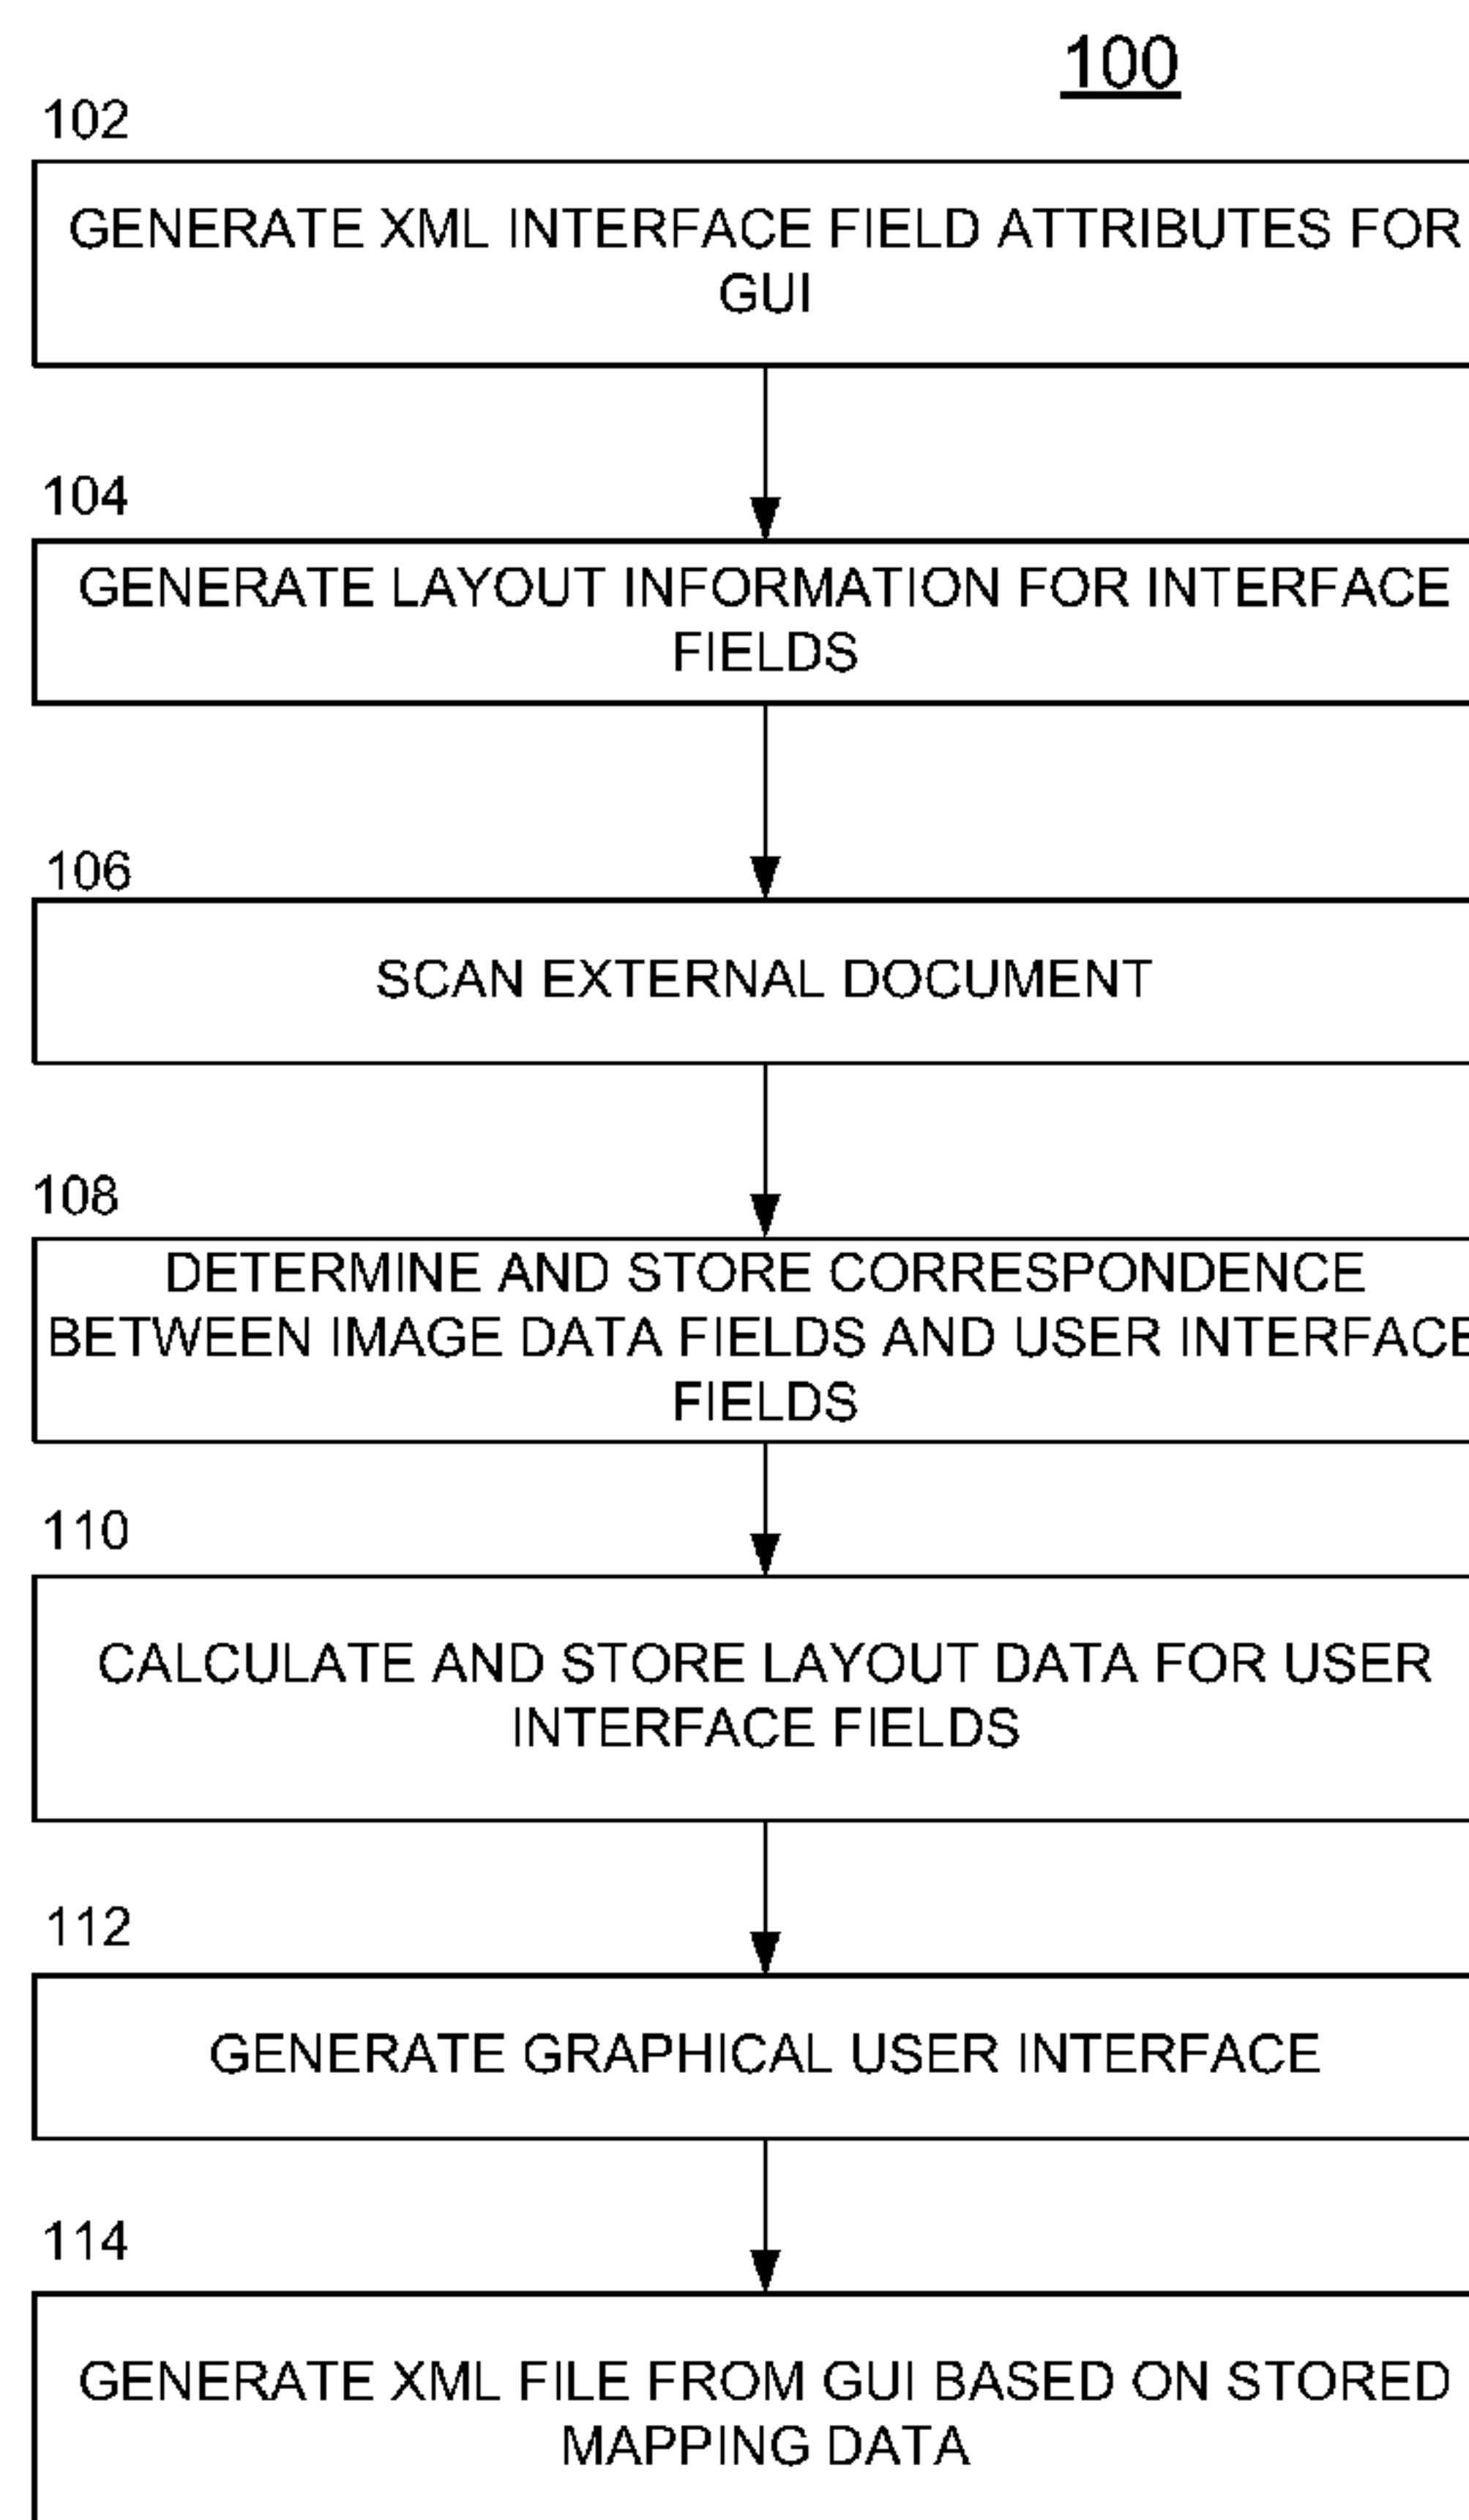 100
102
GENERATE XML INTERFACE FIELD ATTRIBUTES FOR
GUI
104
GENERATE LAYOUT INFORMATION FOR INTERFACE
FIELDS
106
SCAN EXTERNAL DOCUMENT
108
DETERMINE AND STORE CORRESPONDENCE
BETWEEN IMAGE DATA FIELDS AND USER INTERFACE
FIELDS
110
CALCULATE AND STORE LAYOUT DATA FOR USER
INTERFACE FIELDS
112
GENERATE GRAPHICAL USER INTERFACE
114
GENERATE XML FILE FROM GUI BASED ON STORED
MAPPING DATA